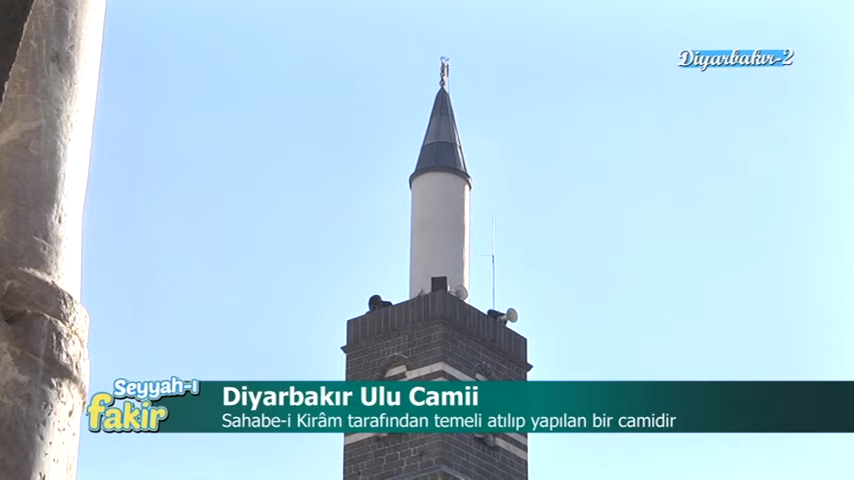 Diyarbakır-2
Seyyah-ı
fakir
Diyarbakır Ulu Camii
Sahabe-i Kirâm tarafından temeli atılıp yapılan bir camidir